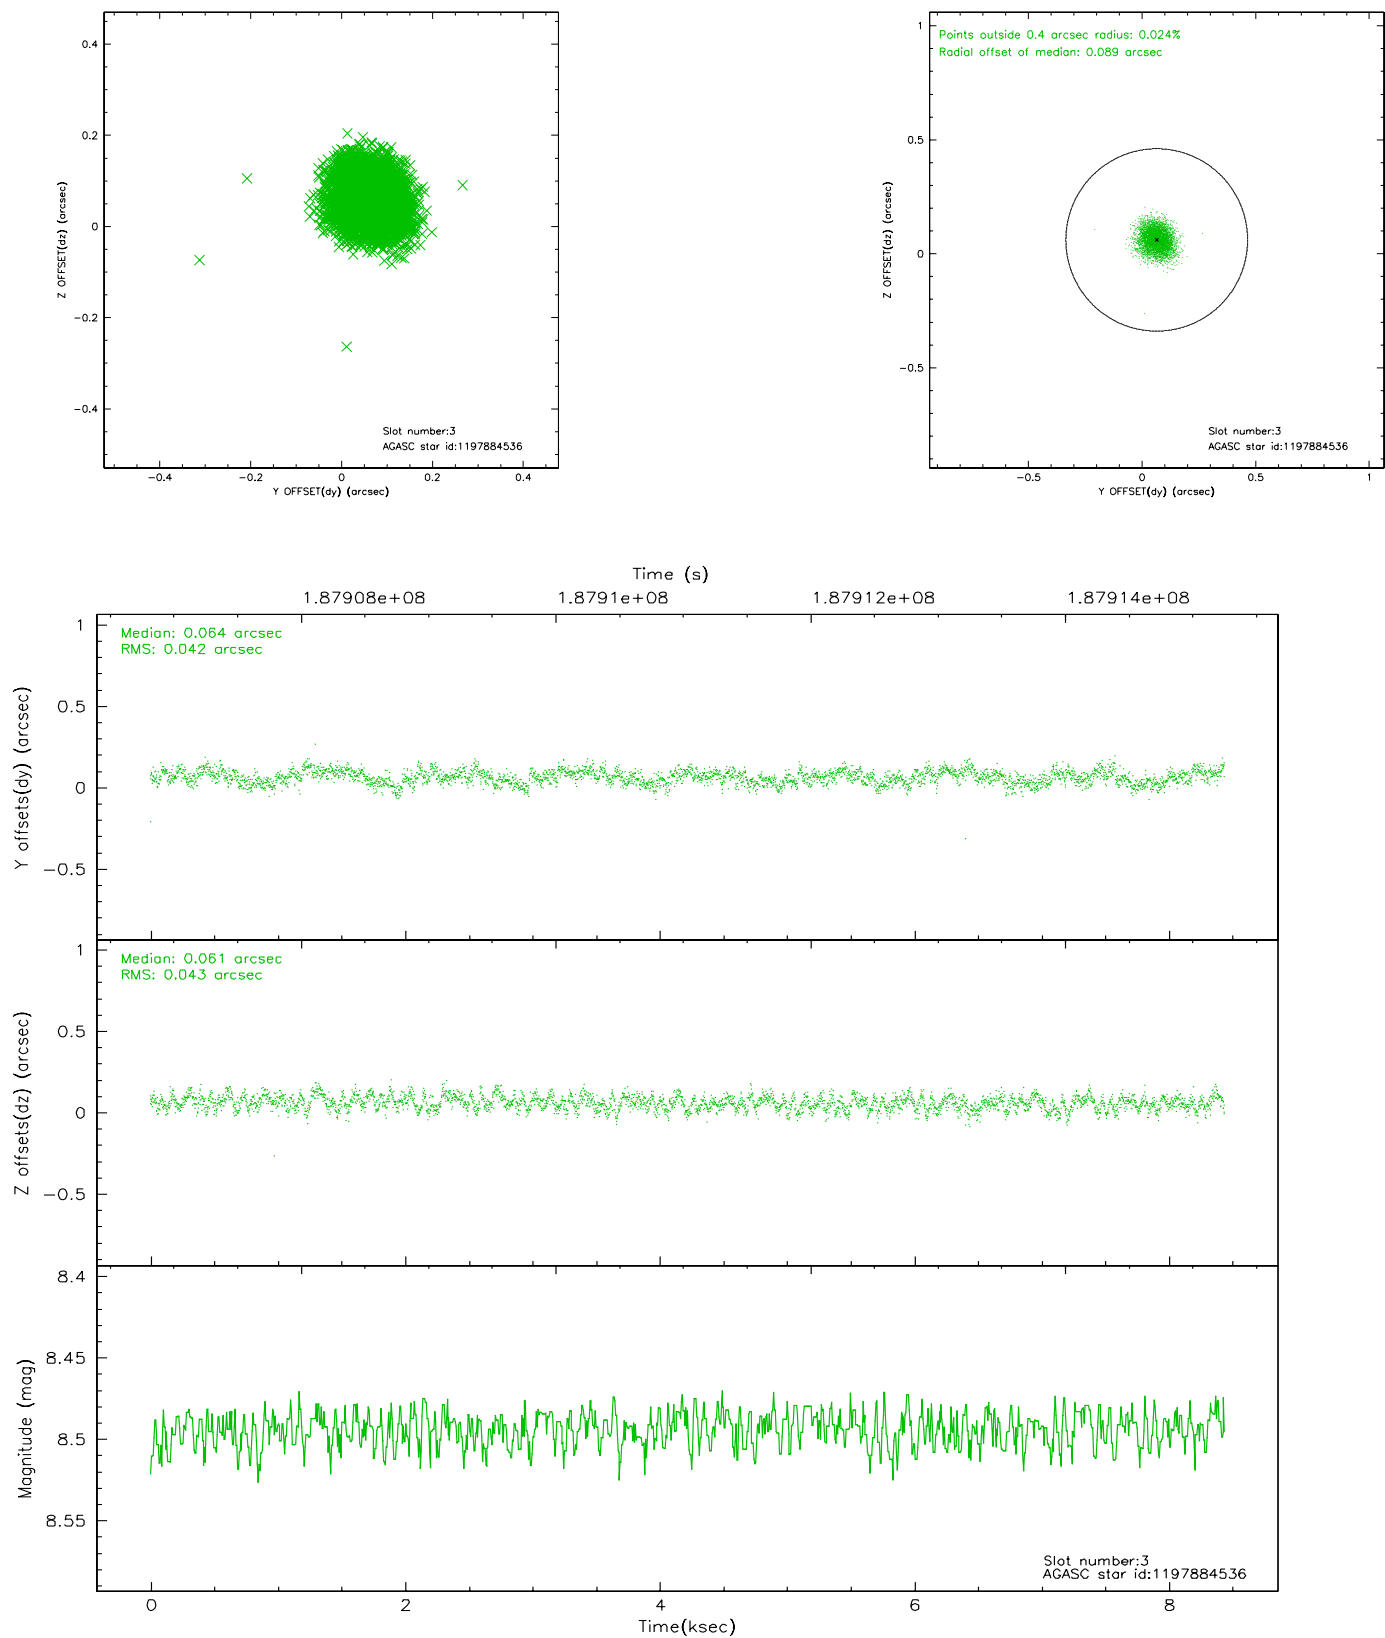 0.4
0.2
0
−0.2
−0.4
Z OFFSET(dz) (arcsec)
Slot number:3
AGASC star id:1197884536
−0.4
−0.2
0
0.2
0.4
Y OFFSET(dy) (arcsec)
Points outside 0.4 arcsec radius: 0.024%
Radial offset of median: 0.089 arcsec
1
0.5
0
−0.5
Z OFFSET(dz) (arcsec)
Slot number:3
AGASC star id:1197884536
−0.5
0
0.5
1
Y OFFSET(dy) (arcsec)
Time (s)
1.87908e+08
1.8791e+08
1.87912e+08
1.87914e+08
Median: 0.064 arcsec
RMS: 0.042 arcsec
1
0.5
0
−0.5
Y offsets(dy) (arcsec)
Median: 0.061 arcsec
RMS: 0.043 arcsec
1
0.5
0
−0.5
Z offsets(dz) (arcsec)
8.4
8.45
8.5
8.55
Magnitude (mag)
Slot number:3
AGASC star id:1197884536
0
2
4
6
8
Time(ksec)